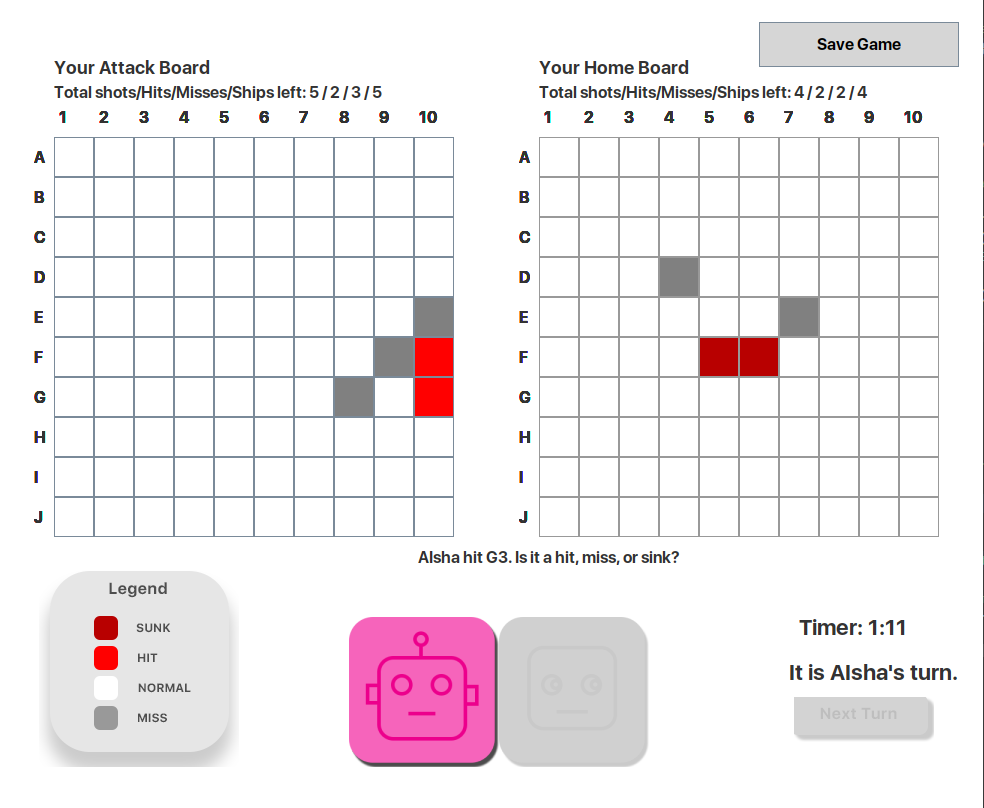 Save Game
Your Attack Board
Total shots/Hits/Misses/Ships left: 5 / 2 / 3 / 5
1 2 3 4 5 6 7 8 9 10
A
B
C
D
E
F
G
H
I
J
Your Home Board
Total shots/Hits/Misses/Ships left: 4 / 2 / 2 / 4
1 2 3 4 5 6 7 8 9 10
A
B
C
D
E
F
G
H
I
J
AIsha hit G3. Is it a hit, miss, or sink?
Legend
SUNK
HIT
NORMAL
MISS
Timer: 1:11
It is AIsha's turn.
Next Turn